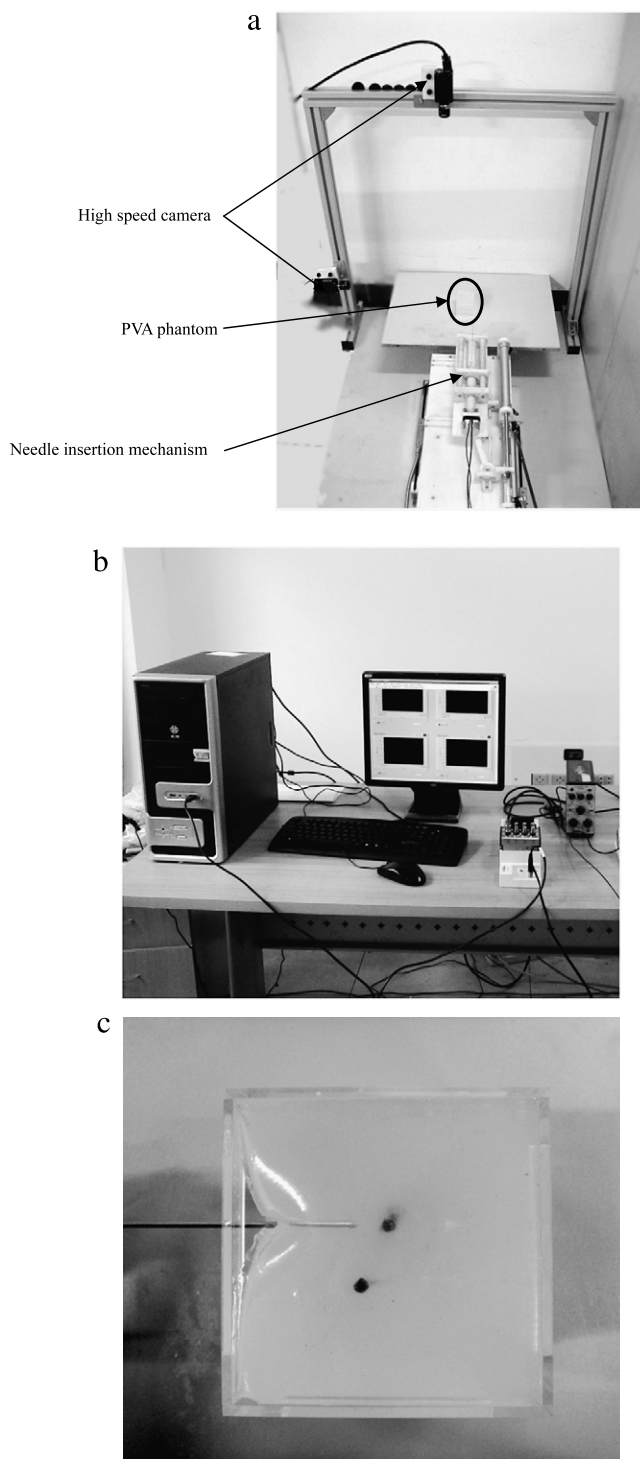 a
High speed camera
PVA phantom
Needle insertion mechanism
b
c